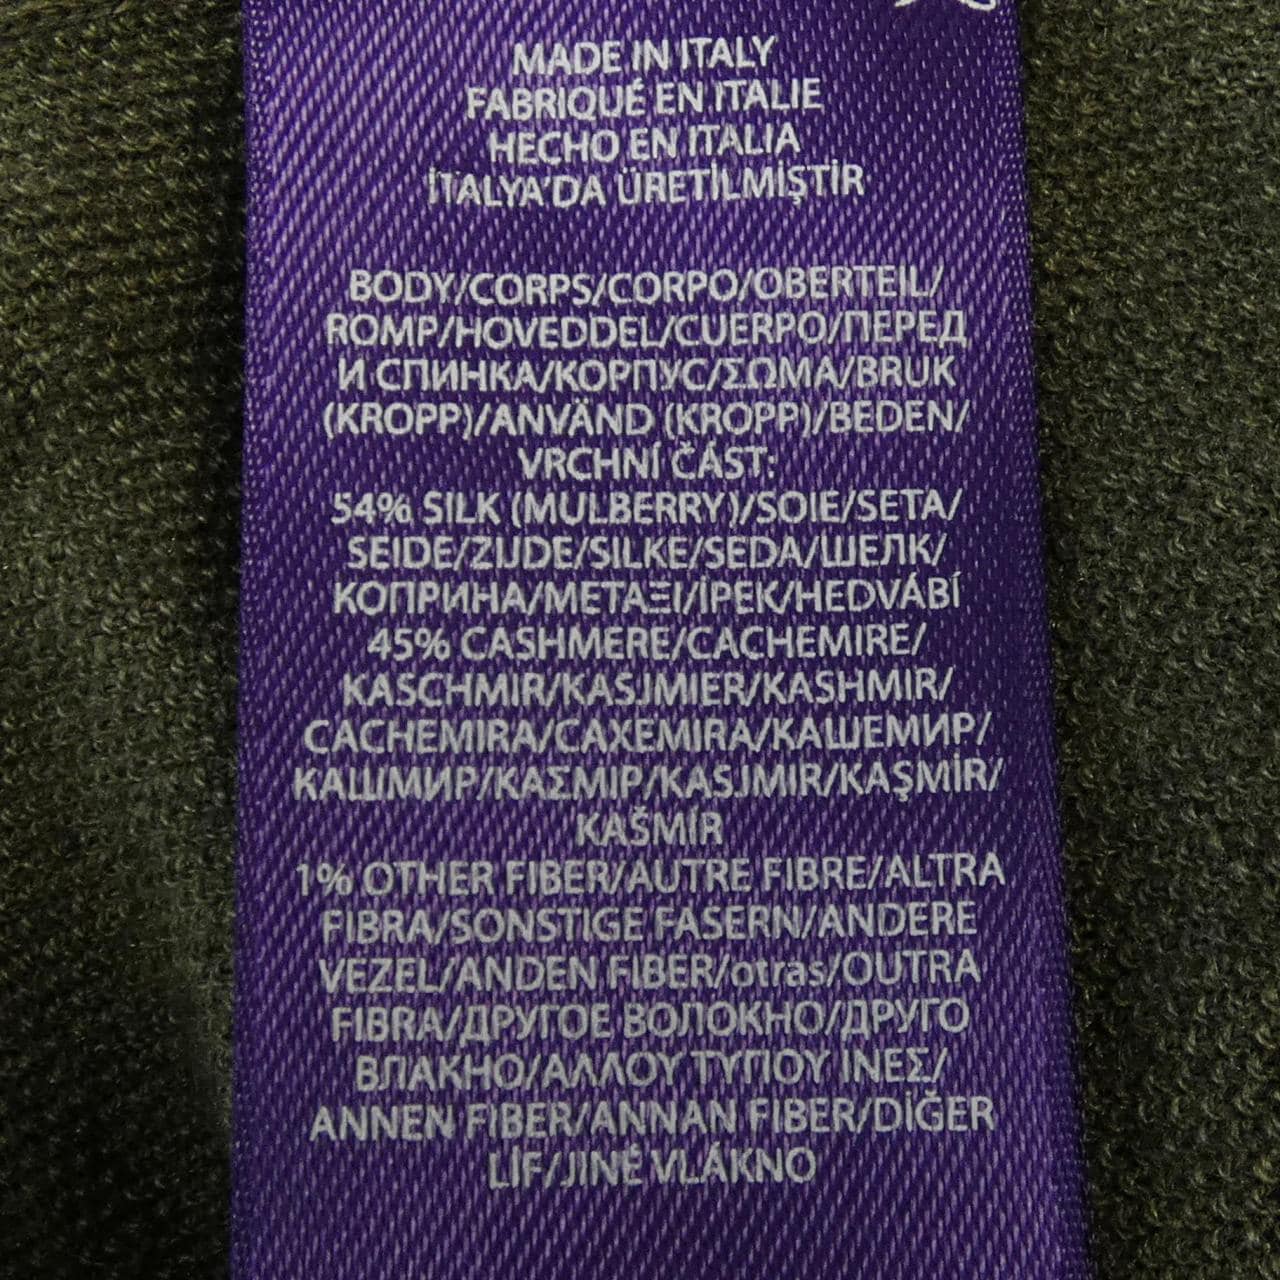 MADE IN ITALY
FABRIQUÉ EN ITALIE
HECHO EN ITALIA
İTALYA'DA ÜRETİLMİŞTİR
BODY/CORPS/CORPO/OBERTEIL/
ROMP/HOVEDDEL/CUERPO/ПЕРЕД
И СПИНКА/КОРПУС/ΣΩΜΑ/BRUK
(KROPP)/ANVÄND (KROPP)/BEDEN/
VRCHNÍ ČÁST:
54% SILK (MULBERRY)/SOIE/SETA/
SEIDE/ZIJDE/SILKE/SEDA/ШЕЛК/
КОПРИНА/ΜΕΤΑΞΙ/İPEK/HEDVÁBÍ
45% CASHMERE/CACHEMIRE/
KASCHMIR/KASJMIER/KASHMIR/
CACHEMIRA/CAXEMIRA/КАШЕМИР/
КАШМИР/ΚΑΣΜΙΡ/KASJMIR/KAŞMİR/
KAŠMÍR
1% OTHER FIBER/AUTRE FIBRE/ALTRA
FIBRA/SONSTIGE FASERN/ANDERE
VEZEL/ANDEN FIBER/otras/OUTRA
FIBRA/ДРУГОЕ ВОЛОКНО/ДРУГО
ВЛАКНО/ΑΛΛΟΥ ΤΥΠΟΥ ΙΝΕΣ/
ANNEN FIBER/ANNAN FIBER/DİĞER
LİF/JINÉ VLÁKNO